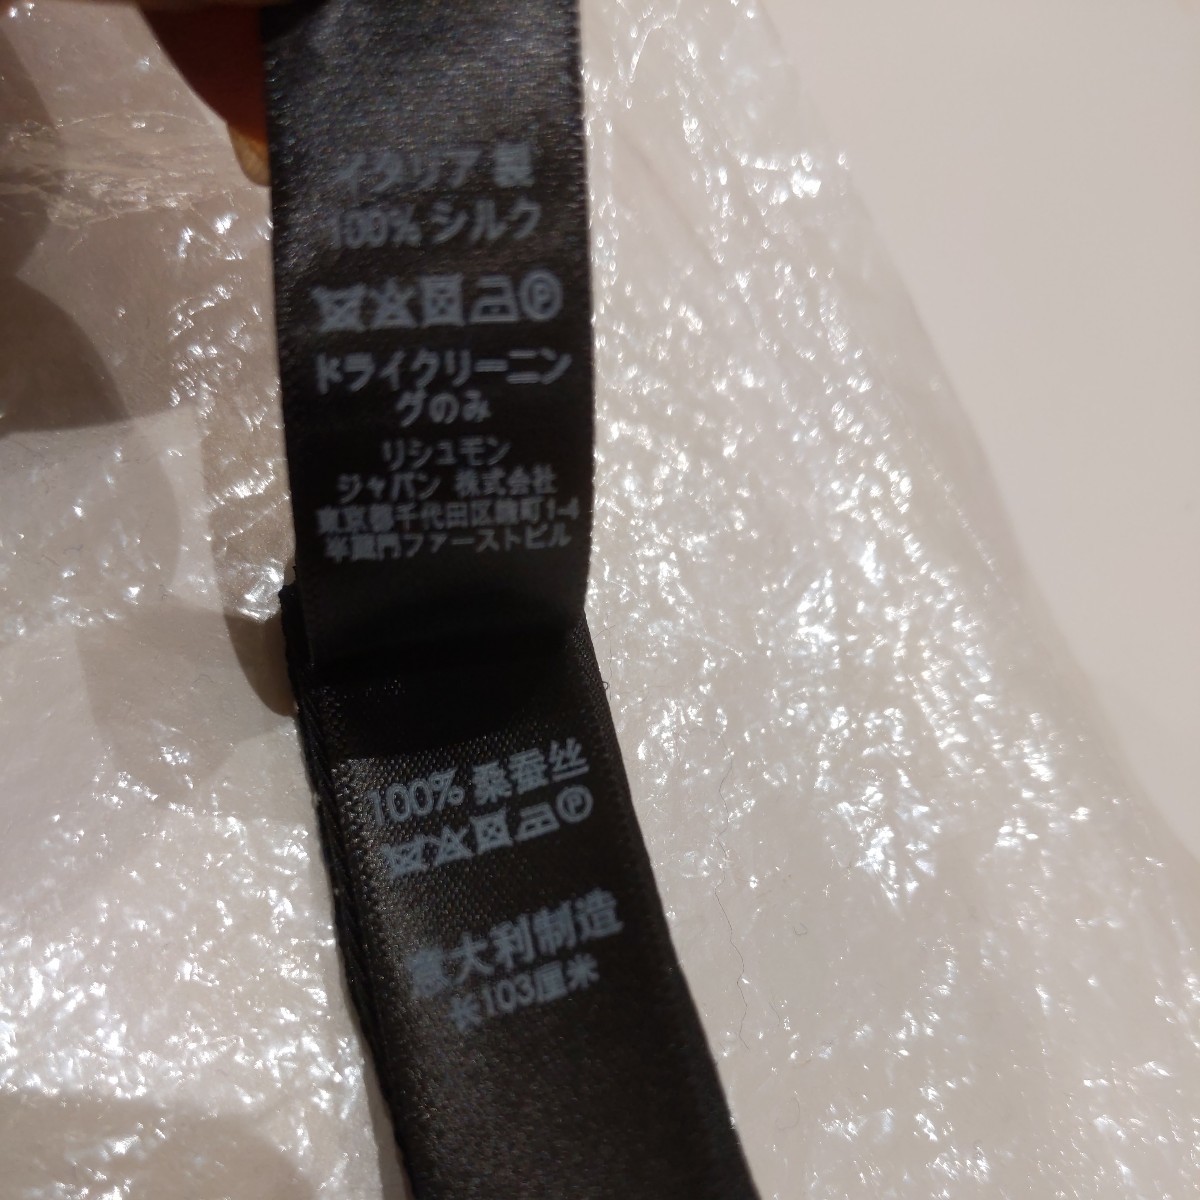 イタリア製
100% シルク
ドライクリーニン
グのみ
リシュモン
ジャパン 株式会社
東京都千代田区麹町1-4
半蔵門ファーストビル
100% 桑蚕丝
意大利制造
长103厘米